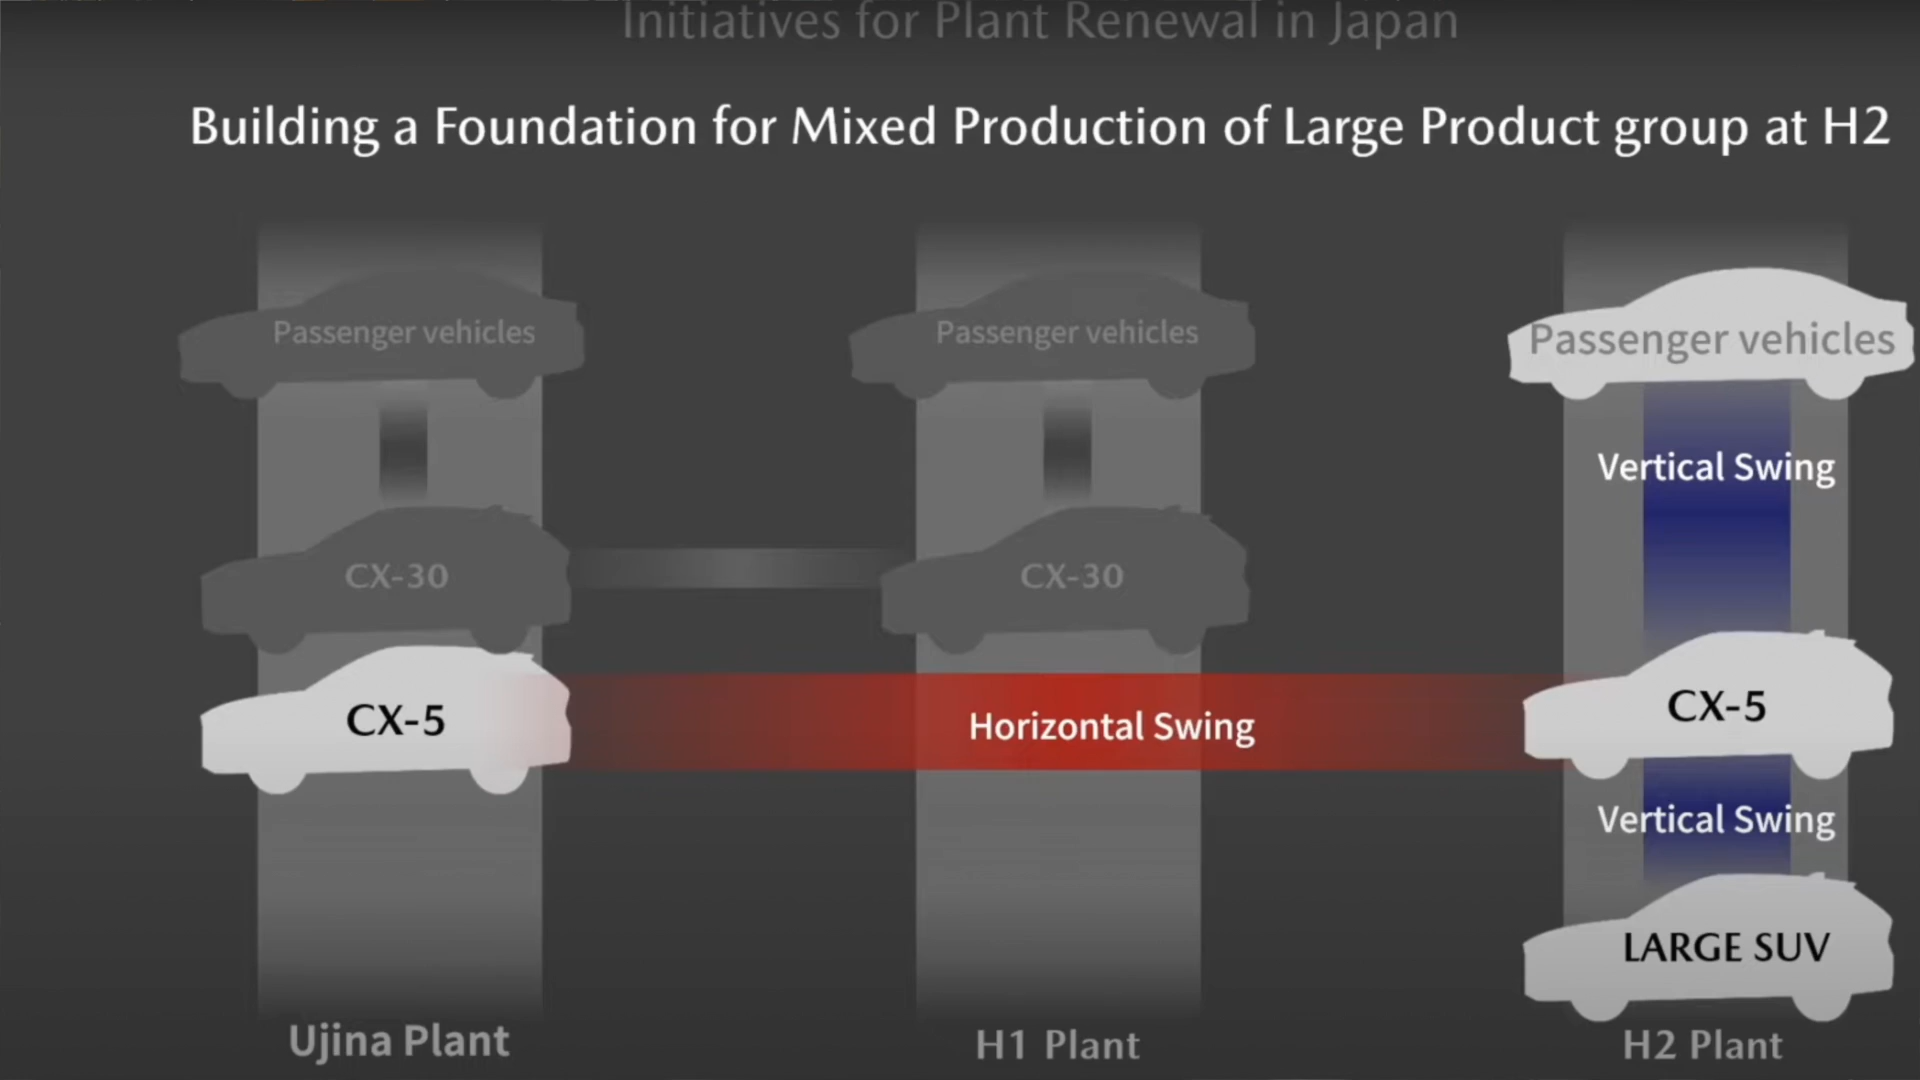 Initiatives for Plant Renewal in Japan
Building a Foundation for Mixed Production of Large Product group at H2
Passenger vehicles
Passenger vehicles
Passenger vehicles
Vertical Swing
CX-30
CX-30
CX-5
Horizontal Swing
CX-5
Vertical Swing
LARGE SUV
Ujina Plant
H1 Plant
H2 Plant